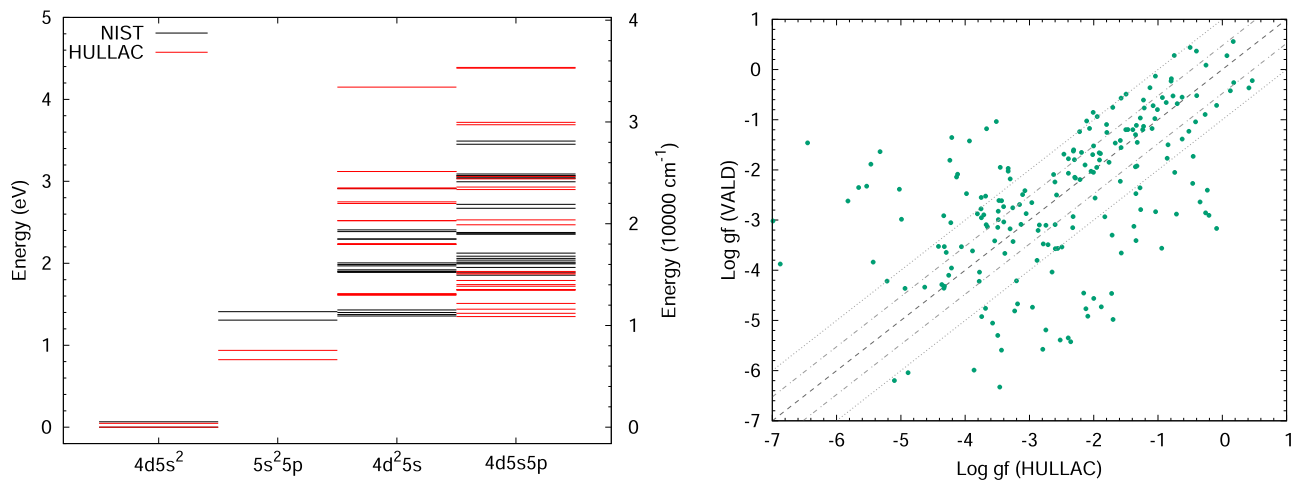 NIST
HULLAC
5
4
3
2
1
0
Energy (eV)
4d5s²
5s²5p
4d²5s
4d5s5p
4
3
2
1
0
Energy (10000 cm⁻¹)
1
0
-1
-2
-3
-4
-5
-6
-7
Log gf (VALD)
-7 -6 -5 -4 -3 -2 -1 0 1
Log gf (HULLAC)